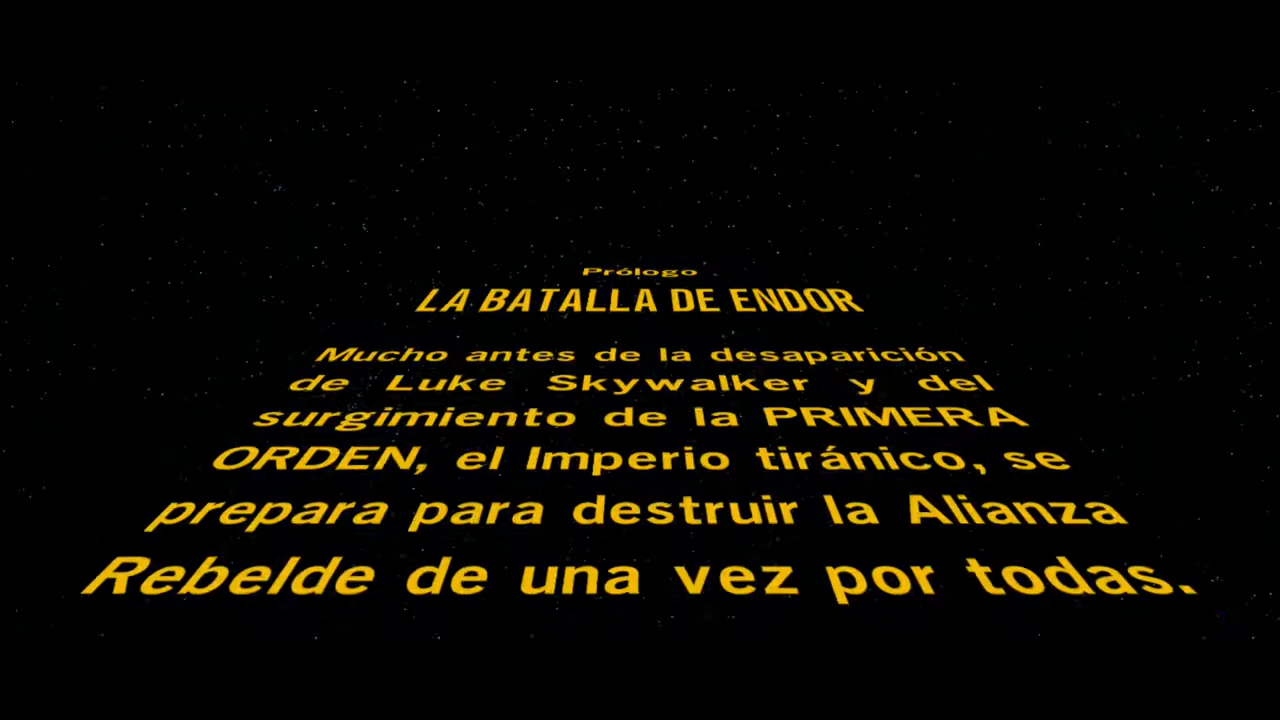 Prólogo
LA BATALLA DE ENDOR
Mucho antes de la desaparición
de Luke Skywalker y del
surgimiento de la PRIMERA
ORDEN, el Imperio tiránico, se
prepara para destruir la Alianza
Rebelde de una vez por todas.